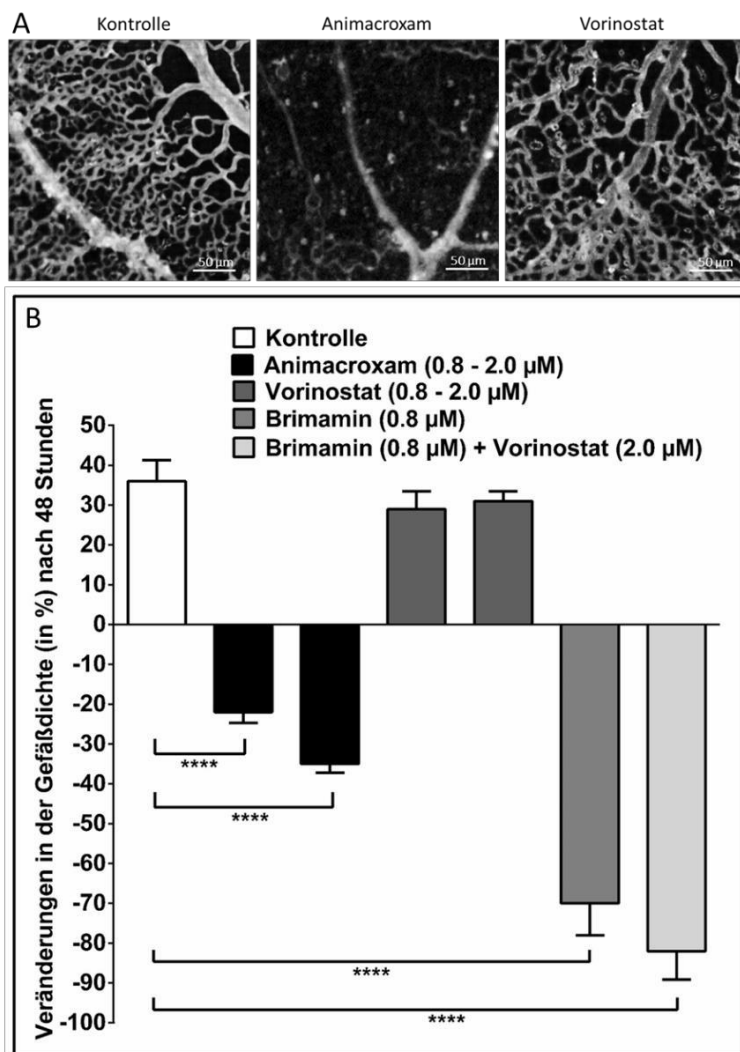 A
Kontrolle
Animacroxam
Vorinostat
50 µm
50 µm
50 µm
B
Kontrolle
Animacroxam (0.8 - 2.0 µM)
Vorinostat (0.8 - 2.0 µM)
Brimamin (0.8 µM)
Brimamin (0.8 µM) + Vorinostat (2.0 µM)
Veränderungen in der Gefäßdichte (in %) nach 48 Stunden
50
40
30
20
10
0
-10
-20
-30
-40
-50
-60
-70
-80
-90
-100
****
****
****
****